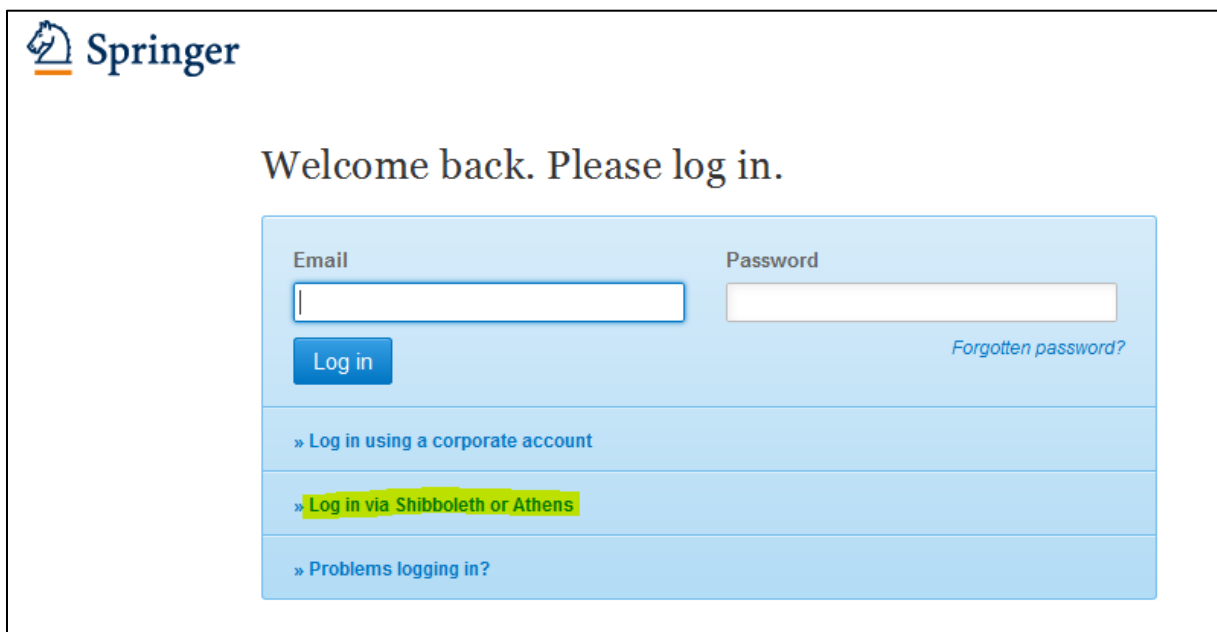 Springer
Welcome back. Please log in.
Email
Password
Log in
Forgotten password?
» Log in using a corporate account
» Log in via Shibboleth or Athens
» Problems logging in?